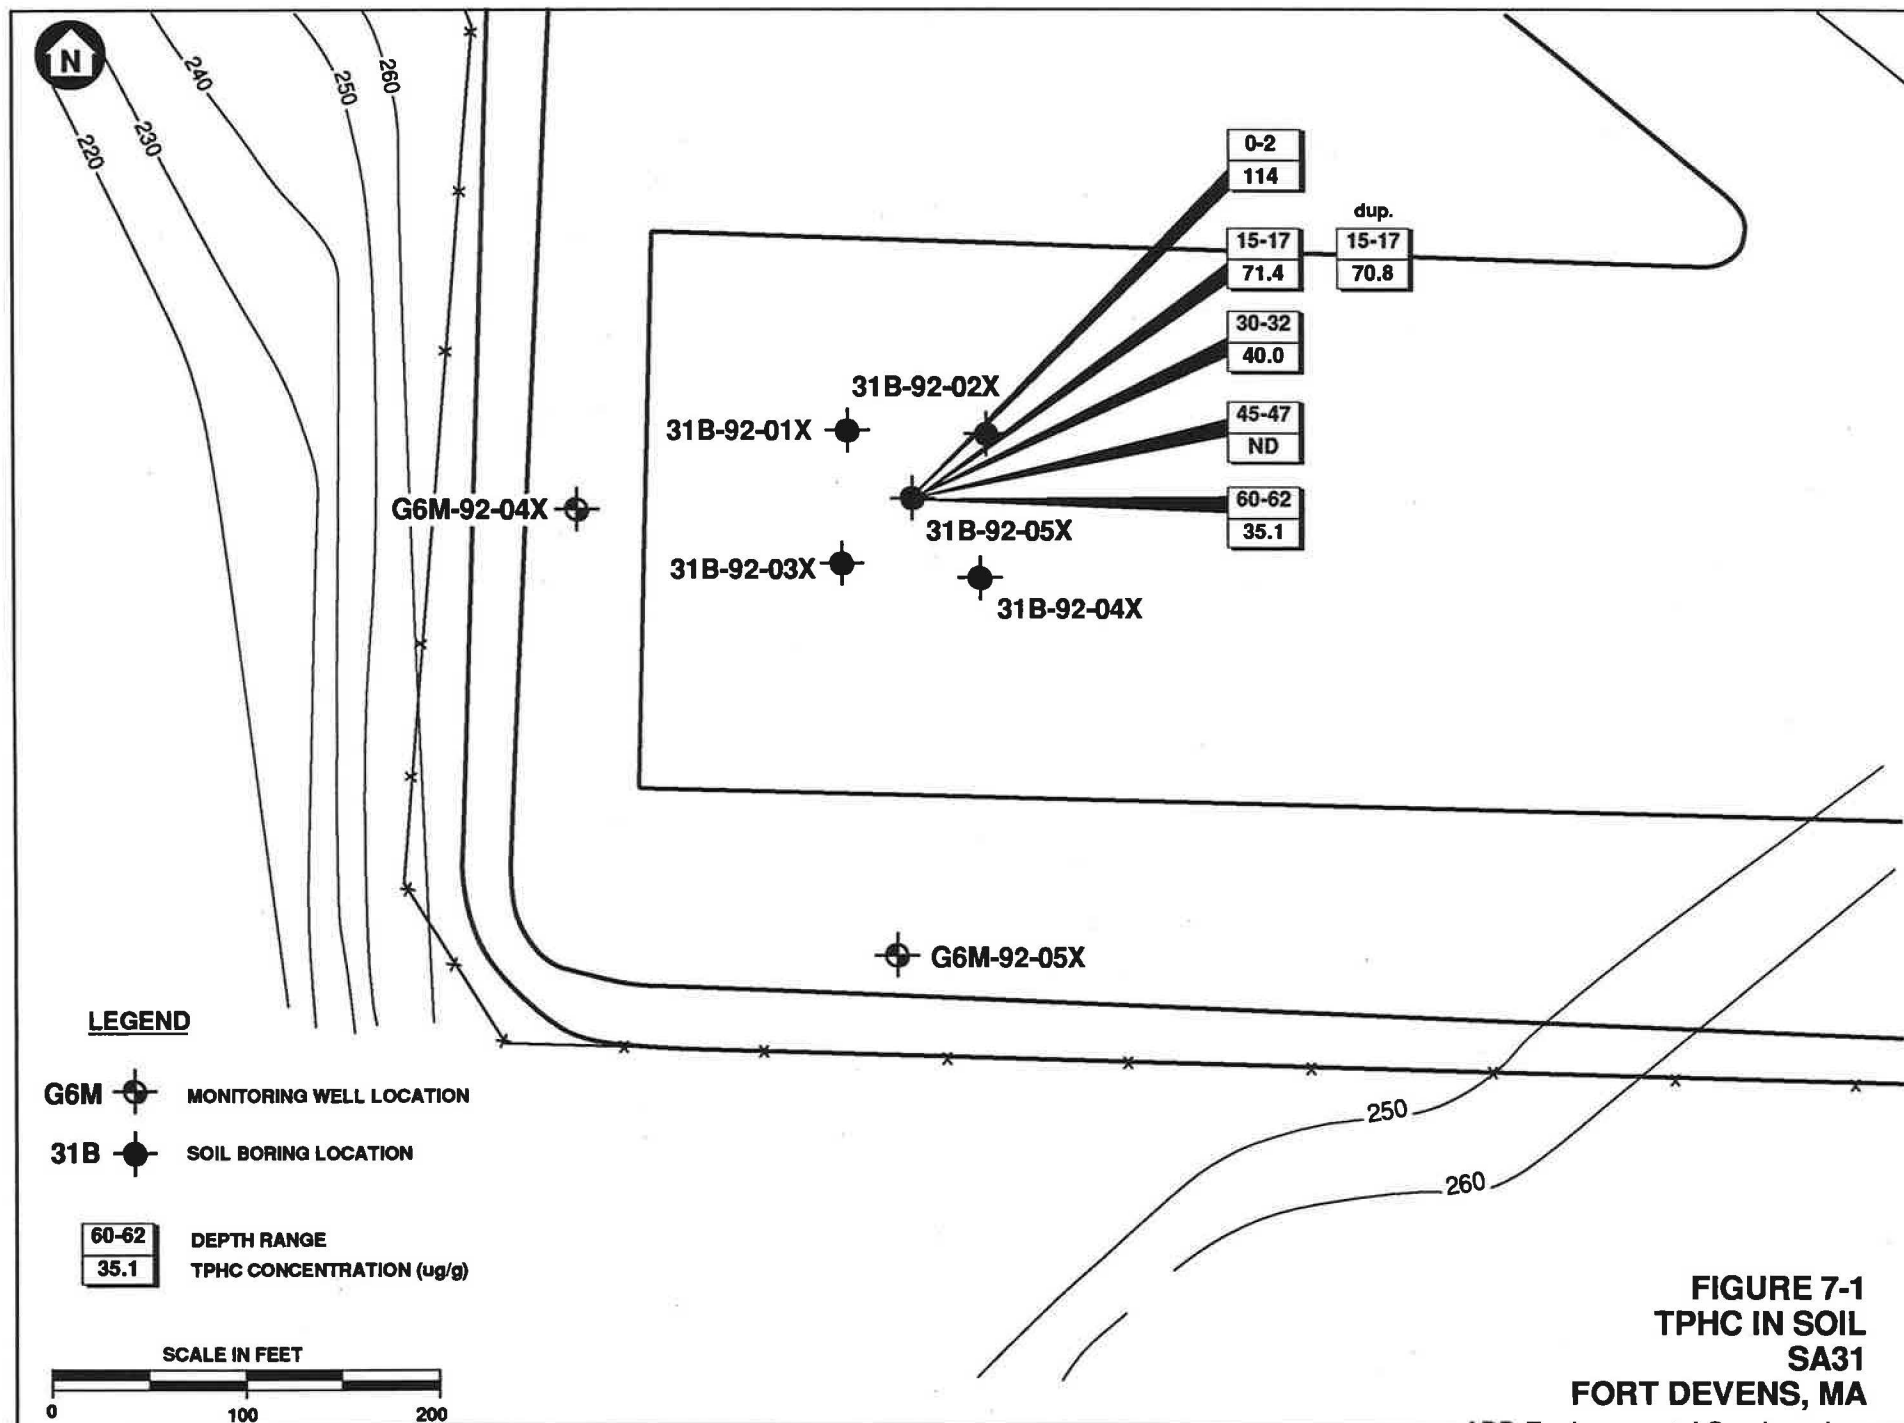 N
240
250
260
220
230
0-2
114
dup.
15-17
71.4
15-17
70.8
30-32
40.0
45-47
ND
60-62
35.1
31B-92-02X
31B-92-01X
G6M-92-04X
31B-92-05X
31B-92-03X
31B-92-04X
G6M-92-05X
250
260
LEGEND
G6M MONITORING WELL LOCATION
31B SOIL BORING LOCATION
60-62 DEPTH RANGE
35.1 TPHC CONCENTRATION (ug/g)
SCALE IN FEET
0 100 200
FIGURE 7-1
TPHC IN SOIL
SA31
FORT DEVENS, MA